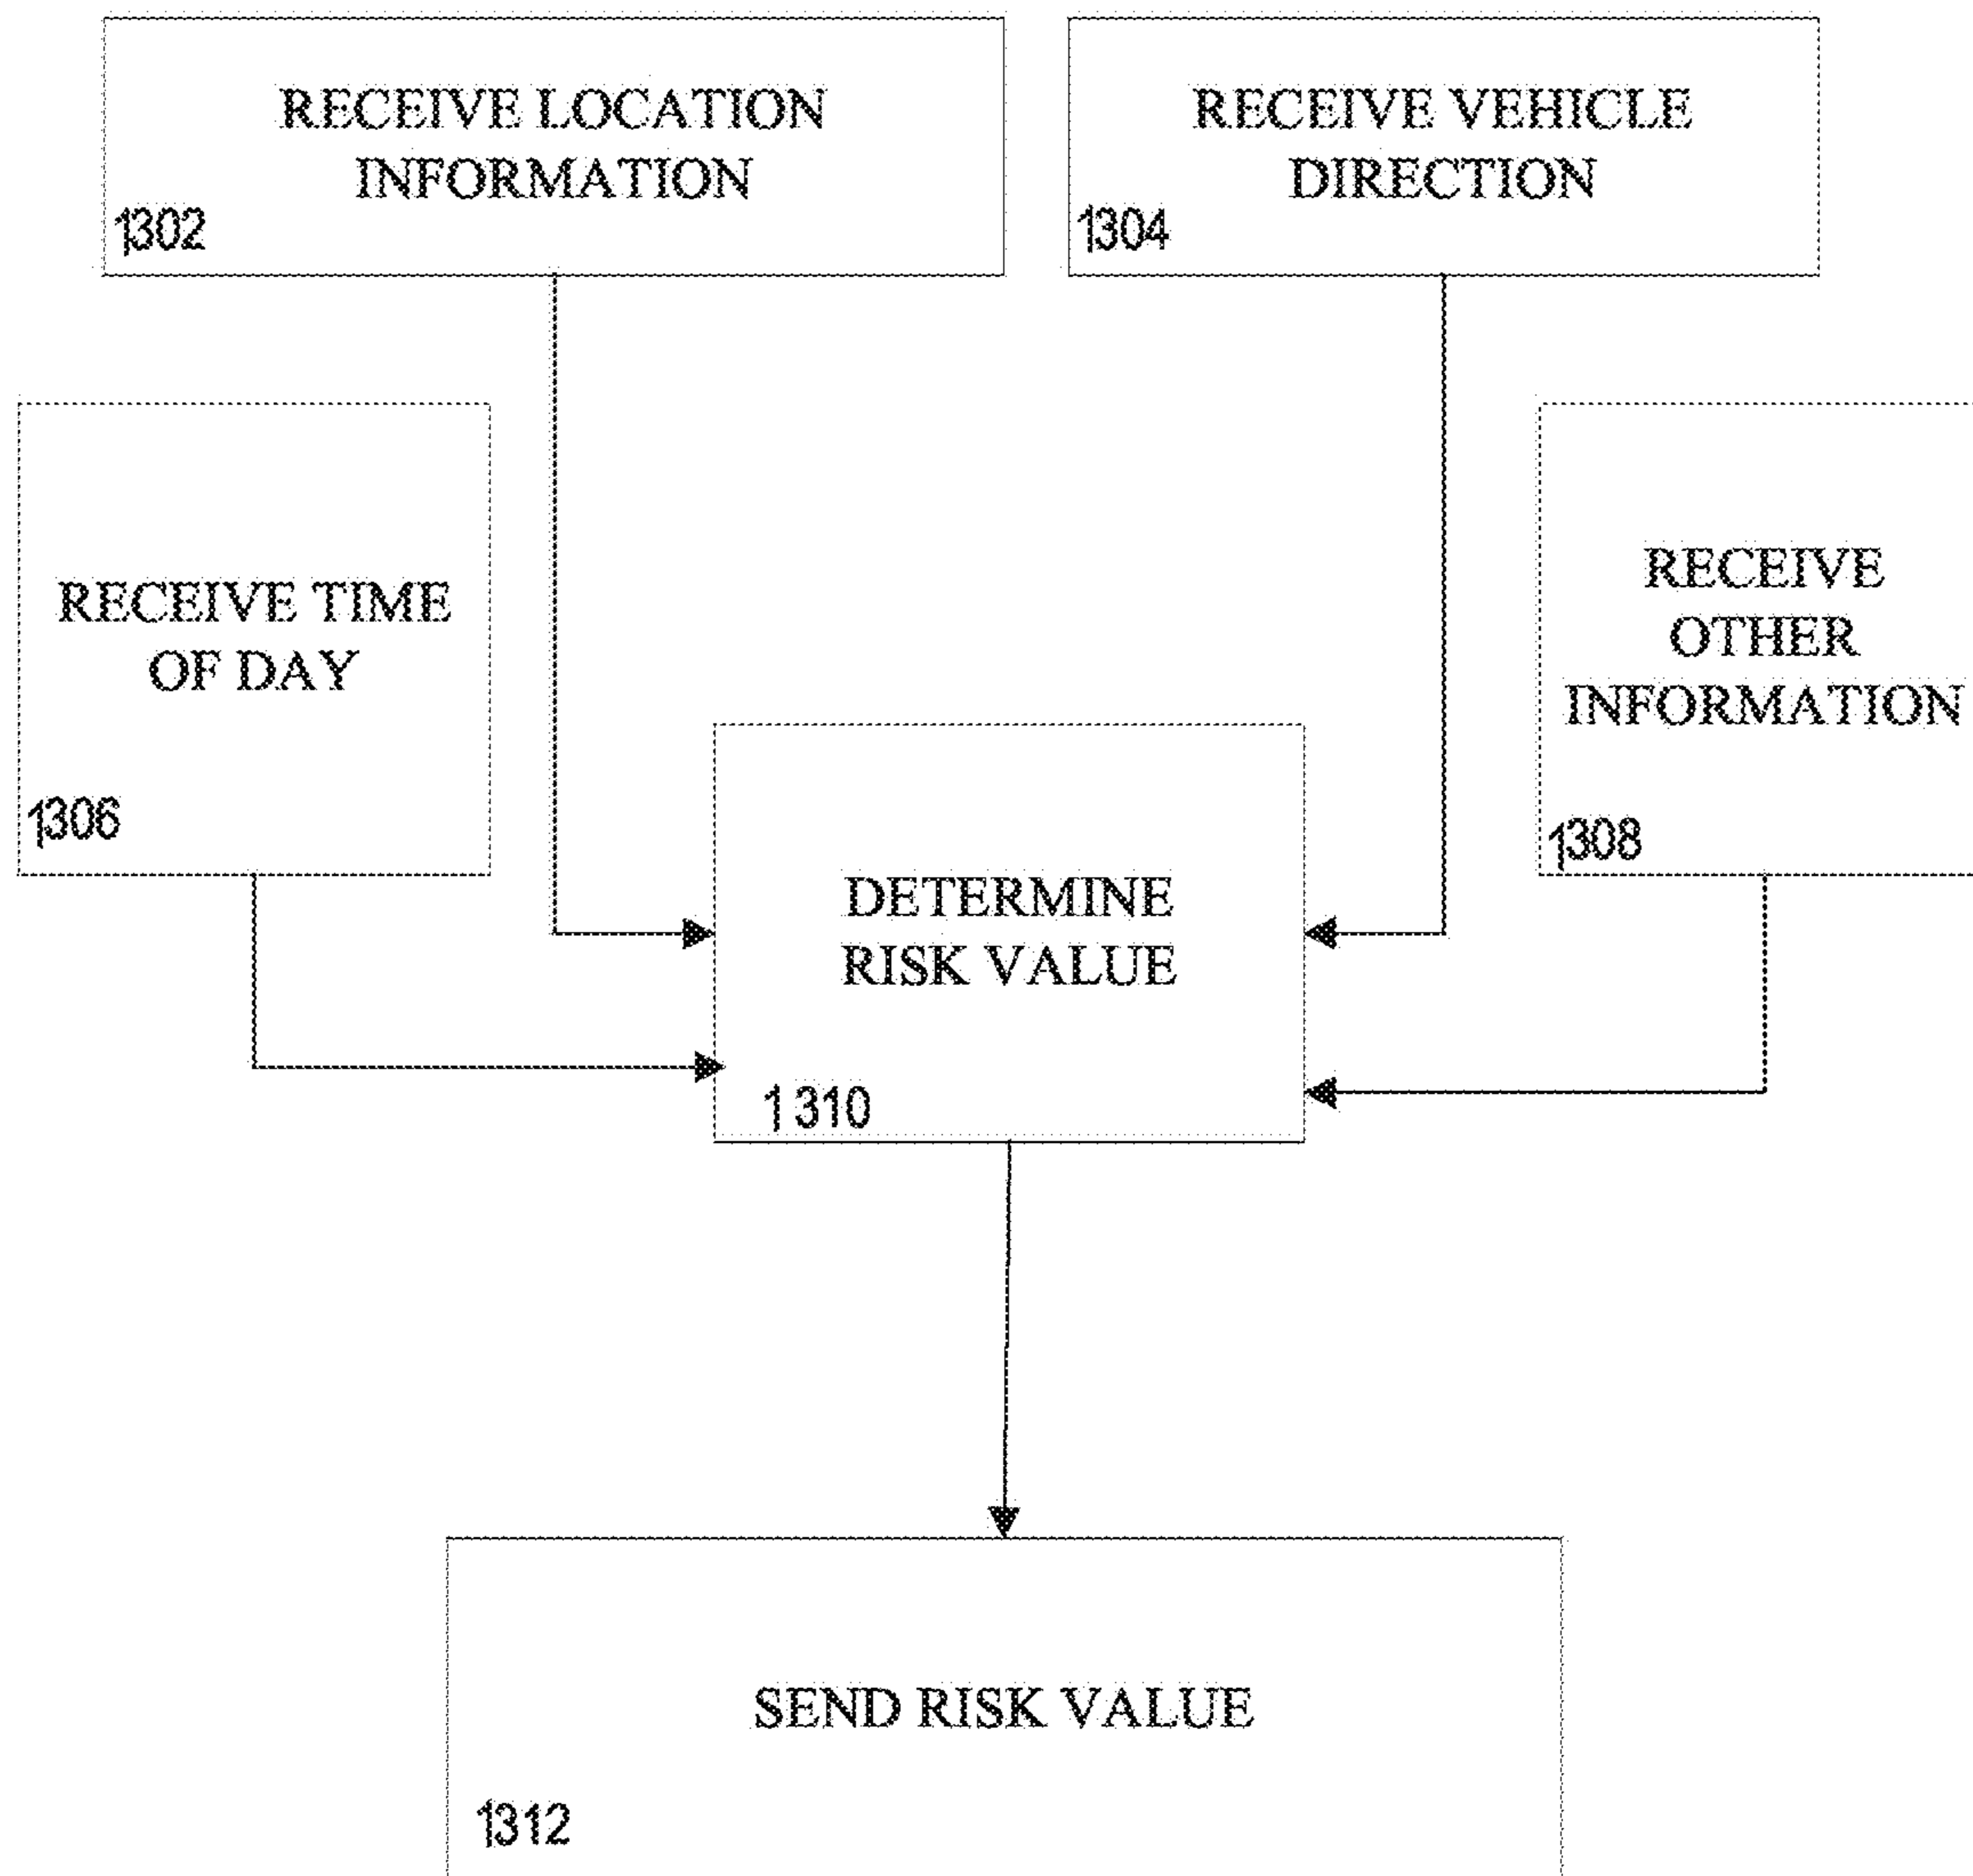 RECEIVE LOCATION
INFORMATION
1302
RECEIVE VEHICLE
DIRECTION
1304
RECEIVE TIME
OF DAY
1306
RECEIVE
OTHER
INFORMATION
1308
DETERMINE
RISK VALUE
1310
SEND RISK VALUE
1312